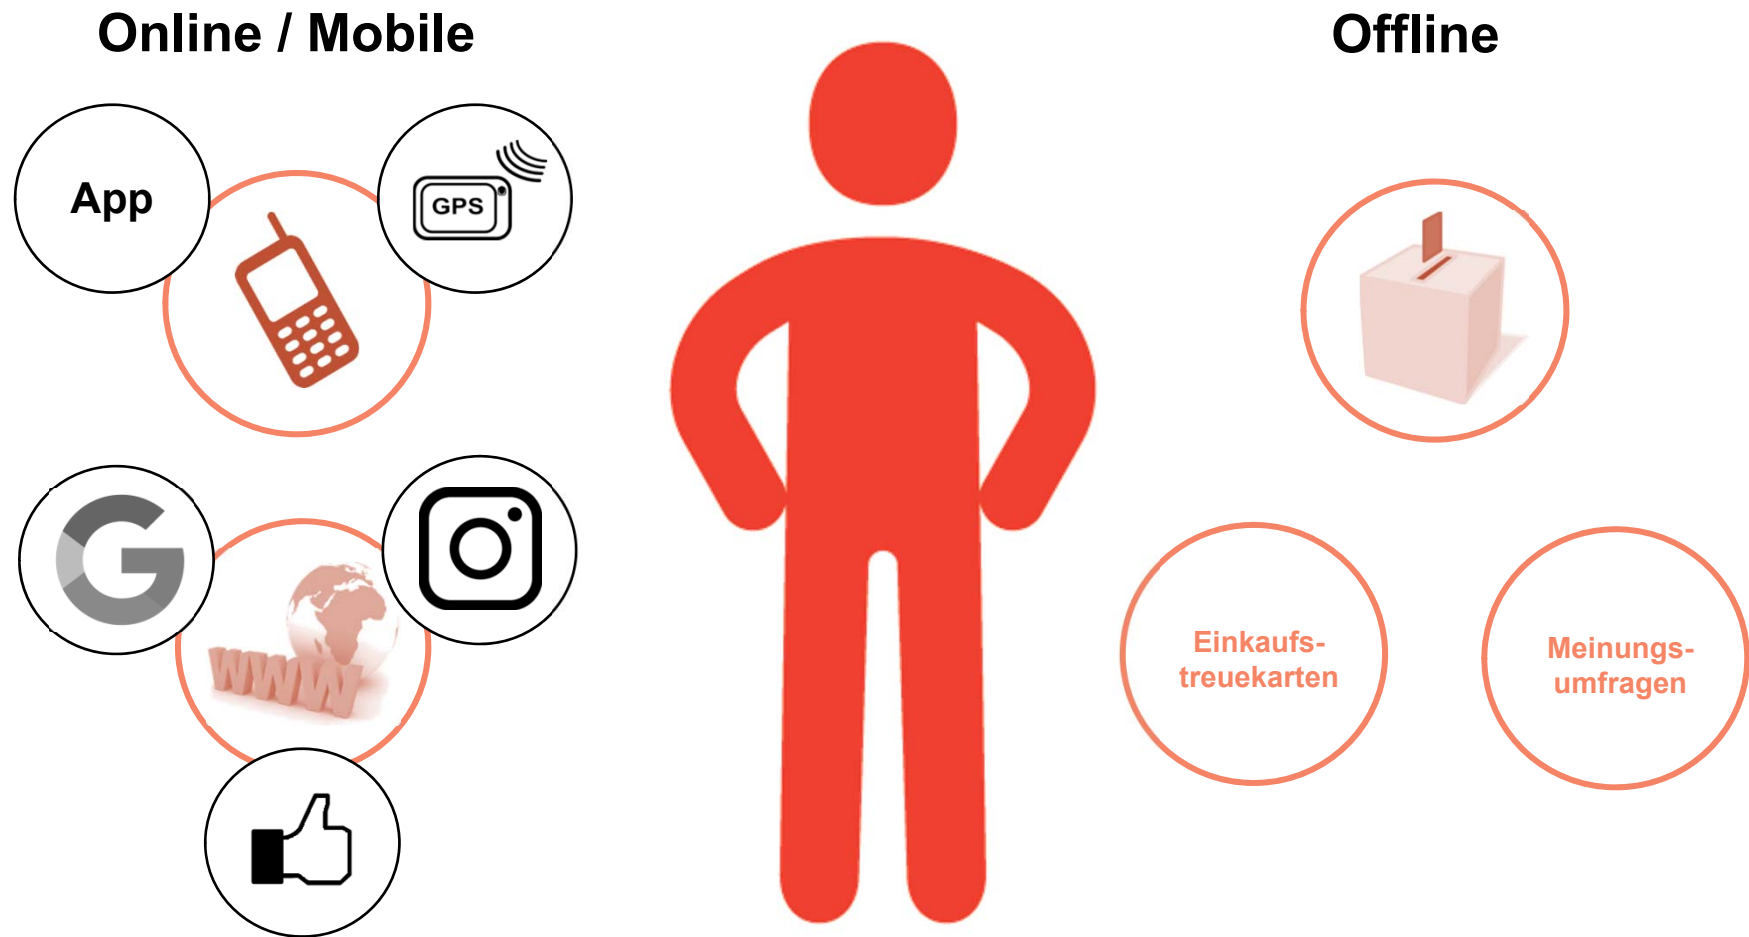 Online / Mobile
Offline
App
GPS
G
www
Einkaufs-
treuekarten
Meinungs-
umfragen